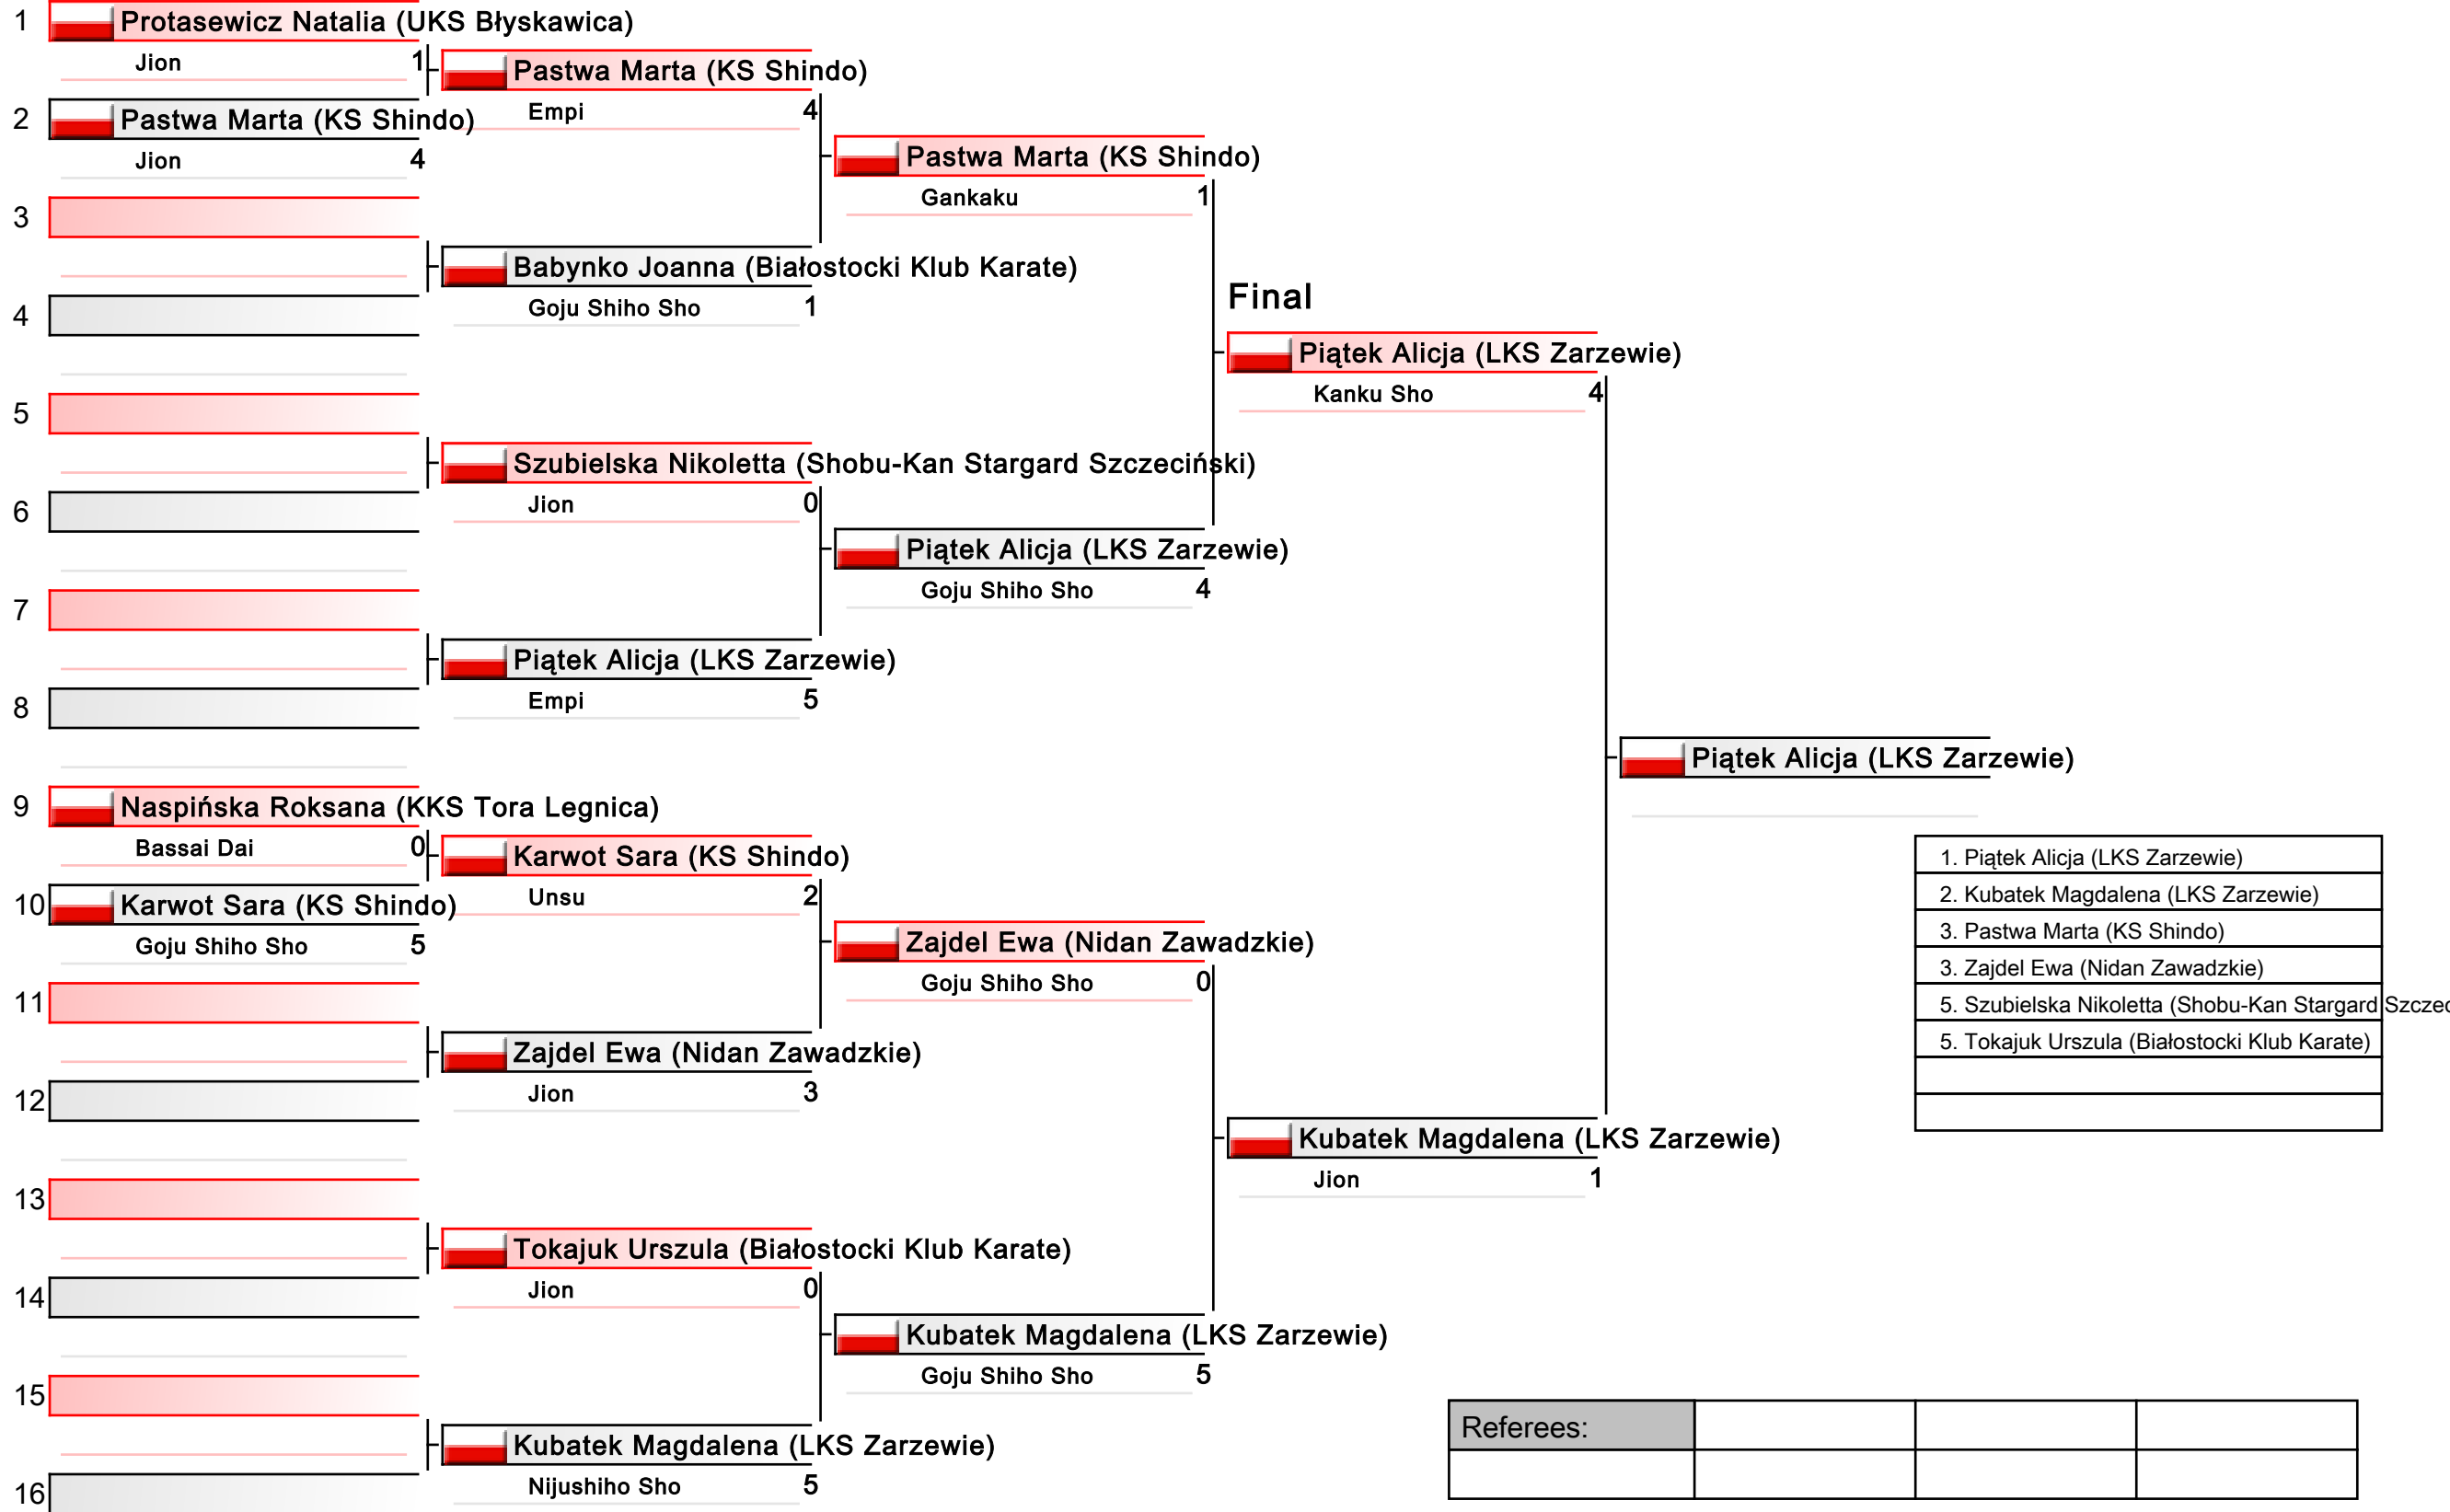 1 Protasewicz Natalia (UKS Błyskawica)
Jion 1
Pastwa Marta (KS Shindo)
Empi 4
2 Pastwa Marta (KS Shindo)
Jion 4
Pastwa Marta (KS Shindo)
Gankaku 1
3
Babynko Joanna (Białostocki Klub Karate)
Goju Shiho Sho 1
4
Final
Piątek Alicja (LKS Zarzewie)
Kanku Sho 4
5
Szubielska Nikoletta (Shobu-Kan Stargard Szczeciński)
Jion 0
6
Piątek Alicja (LKS Zarzewie)
Goju Shiho Sho 4
7
Piątek Alicja (LKS Zarzewie)
Empi 5
8
Piątek Alicja (LKS Zarzewie)
9 Naspińska Roksana (KKS Tora Legnica)
Bassai Dai 0
Karwot Sara (KS Shindo)
Unsu 2
10 Karwot Sara (KS Shindo)
Goju Shiho Sho 5
Zajdel Ewa (Nidan Zawadzkie)
Goju Shiho Sho 0
11
Zajdel Ewa (Nidan Zawadzkie)
Jion 3
12
Kubatek Magdalena (LKS Zarzewie)
Jion 1
13
Tokajuk Urszula (Białostocki Klub Karate)
Jion 0
14
Kubatek Magdalena (LKS Zarzewie)
Goju Shiho Sho 5
15
Kubatek Magdalena (LKS Zarzewie)
Nijushiho Sho 5
16
1. Piątek Alicja (LKS Zarzewie)
2. Kubatek Magdalena (LKS Zarzewie)
3. Pastwa Marta (KS Shindo)
3. Zajdel Ewa (Nidan Zawadzkie)
5. Szubielska Nikoletta (Shobu-Kan Stargard Szczec
5. Tokajuk Urszula (Białostocki Klub Karate)
Referees: